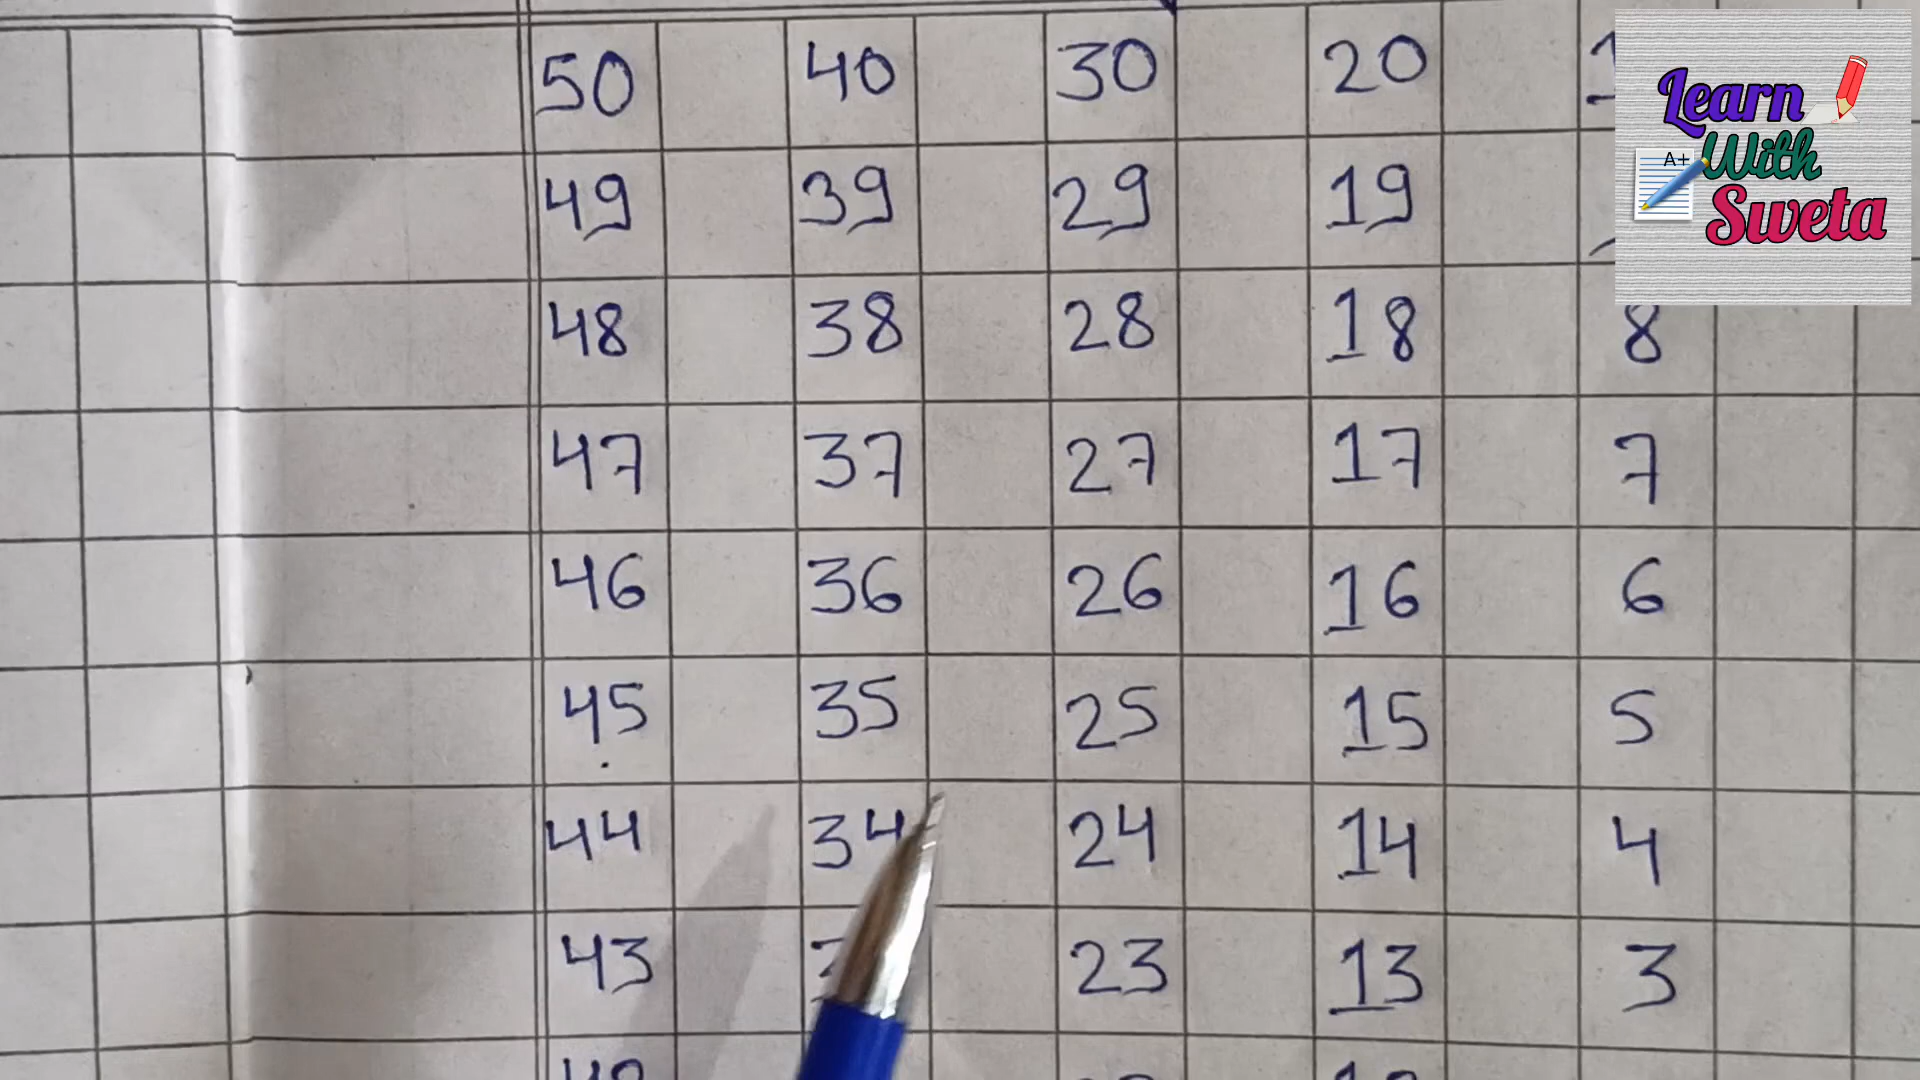 50 40 30 20
49 39 29 19
48 38 28 18 8
47 37 27 17 7
46 36 26 16 6
45 35 25 15 5
44 34 24 14 4
43 23 13 3
Learn
A+ With
Sweta